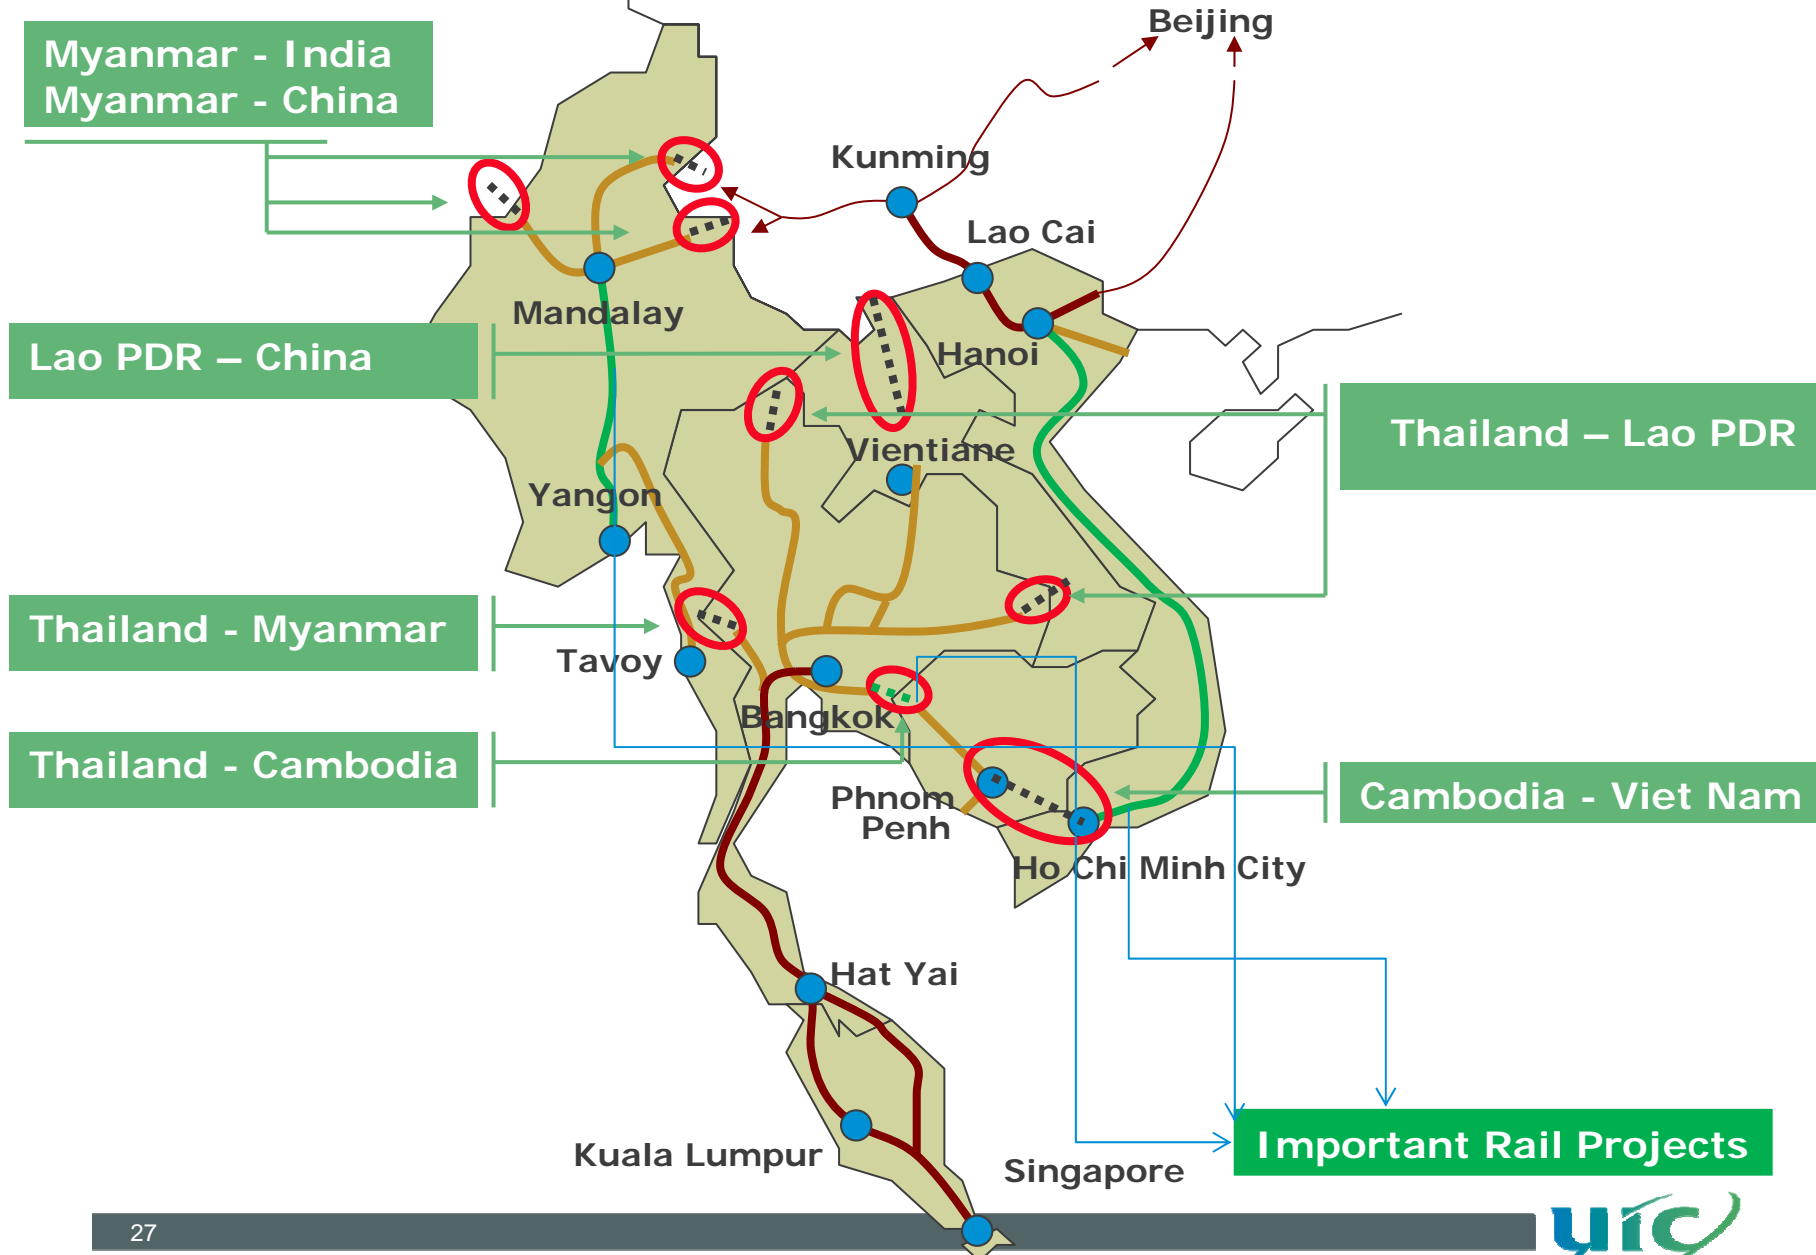 Beijing
Myanmar - India
Myanmar - China
Kunming
Lao Cai
Mandalay
Lao PDR – China
Hanoi
Thailand – Lao PDR
Vientiane
Yangon
Thailand - Myanmar
Tavoy
Bangkok
Thailand - Cambodia
Phnom
Penh
Cambodia - Viet Nam
Ho Chi Minh City
Hat Yai
Kuala Lumpur
Singapore
Important Rail Projects
27
uic